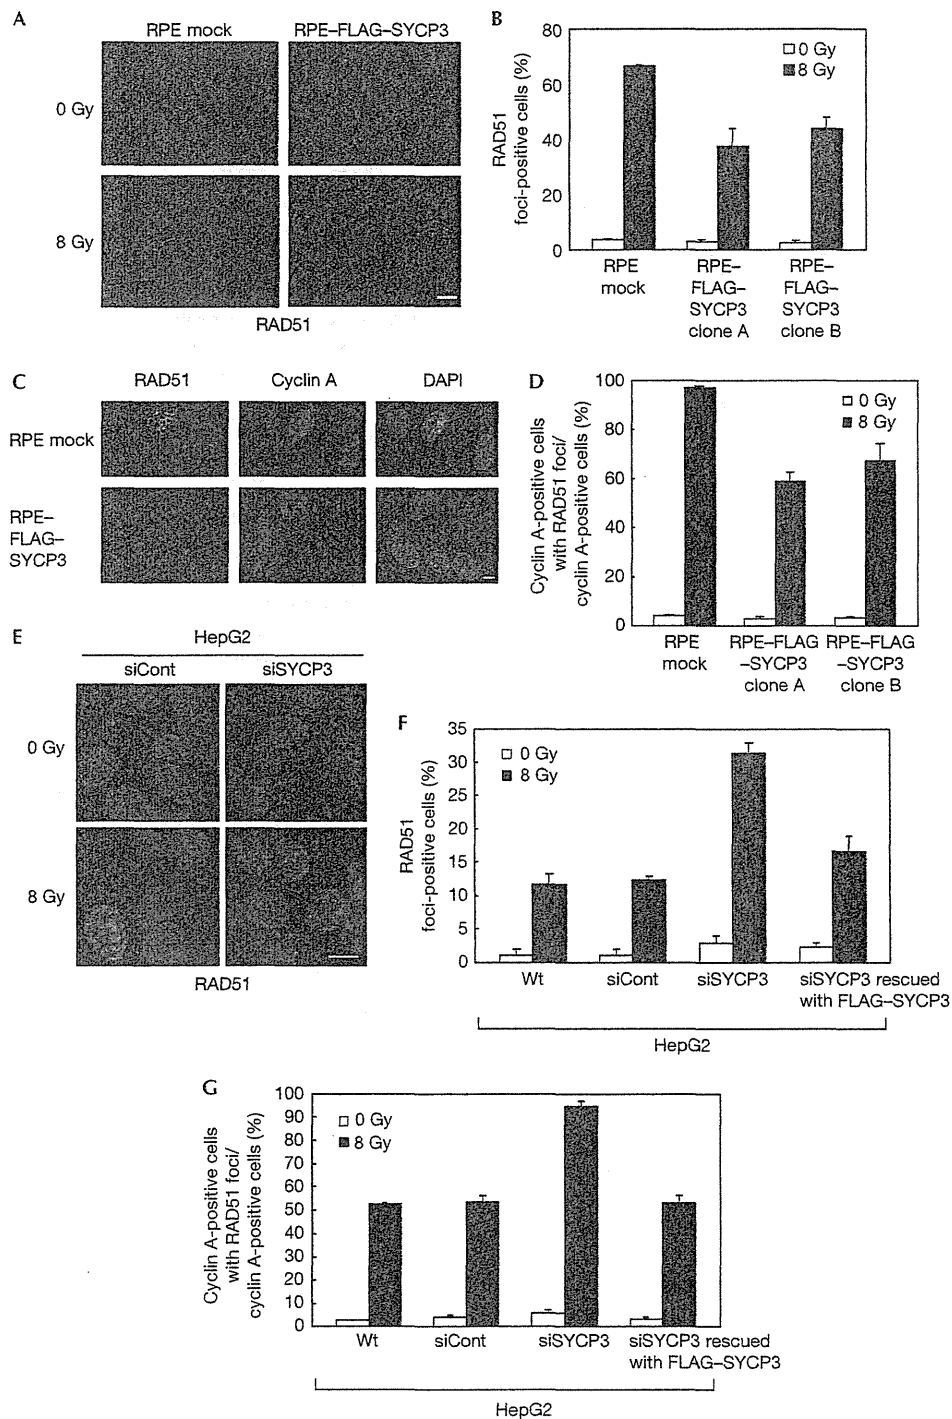 A
RPE mock
RPE–FLAG–SYCP3
0 Gy
8 Gy
RAD51
B
RAD51
foci-positive cells (%)
80
60
40
20
0
0 Gy
8 Gy
RPE
mock
RPE–
FLAG–
SYCP3
clone A
RPE–
FLAG–
SYCP3
clone B
C
RAD51
Cyclin A
DAPI
RPE mock
RPE–
FLAG–
SYCP3
D
Cyclin A-positive cells
with RAD51 foci/
cyclin A-positive cells (%)
100
80
60
40
20
0
0 Gy
8 Gy
RPE
mock
RPE–FLAG
–SYCP3
clone A
RPE–FLAG
–SYCP3
clone B
E
HepG2
siCont
siSYCP3
0 Gy
8 Gy
RAD51
F
RAD51
foci-positive cells (%)
35
30
25
20
15
10
5
0
0 Gy
8 Gy
Wt
siCont
siSYCP3
siSYCP3 rescued
with FLAG–SYCP3
HepG2
G
Cyclin A-positive cells
with RAD51 foci/
cyclin A-positive cells (%)
100
90
80
70
60
50
40
30
20
10
0
0 Gy
8 Gy
Wt
siCont
siSYCP3
siSYCP3 rescued
with FLAG–SYCP3
HepG2